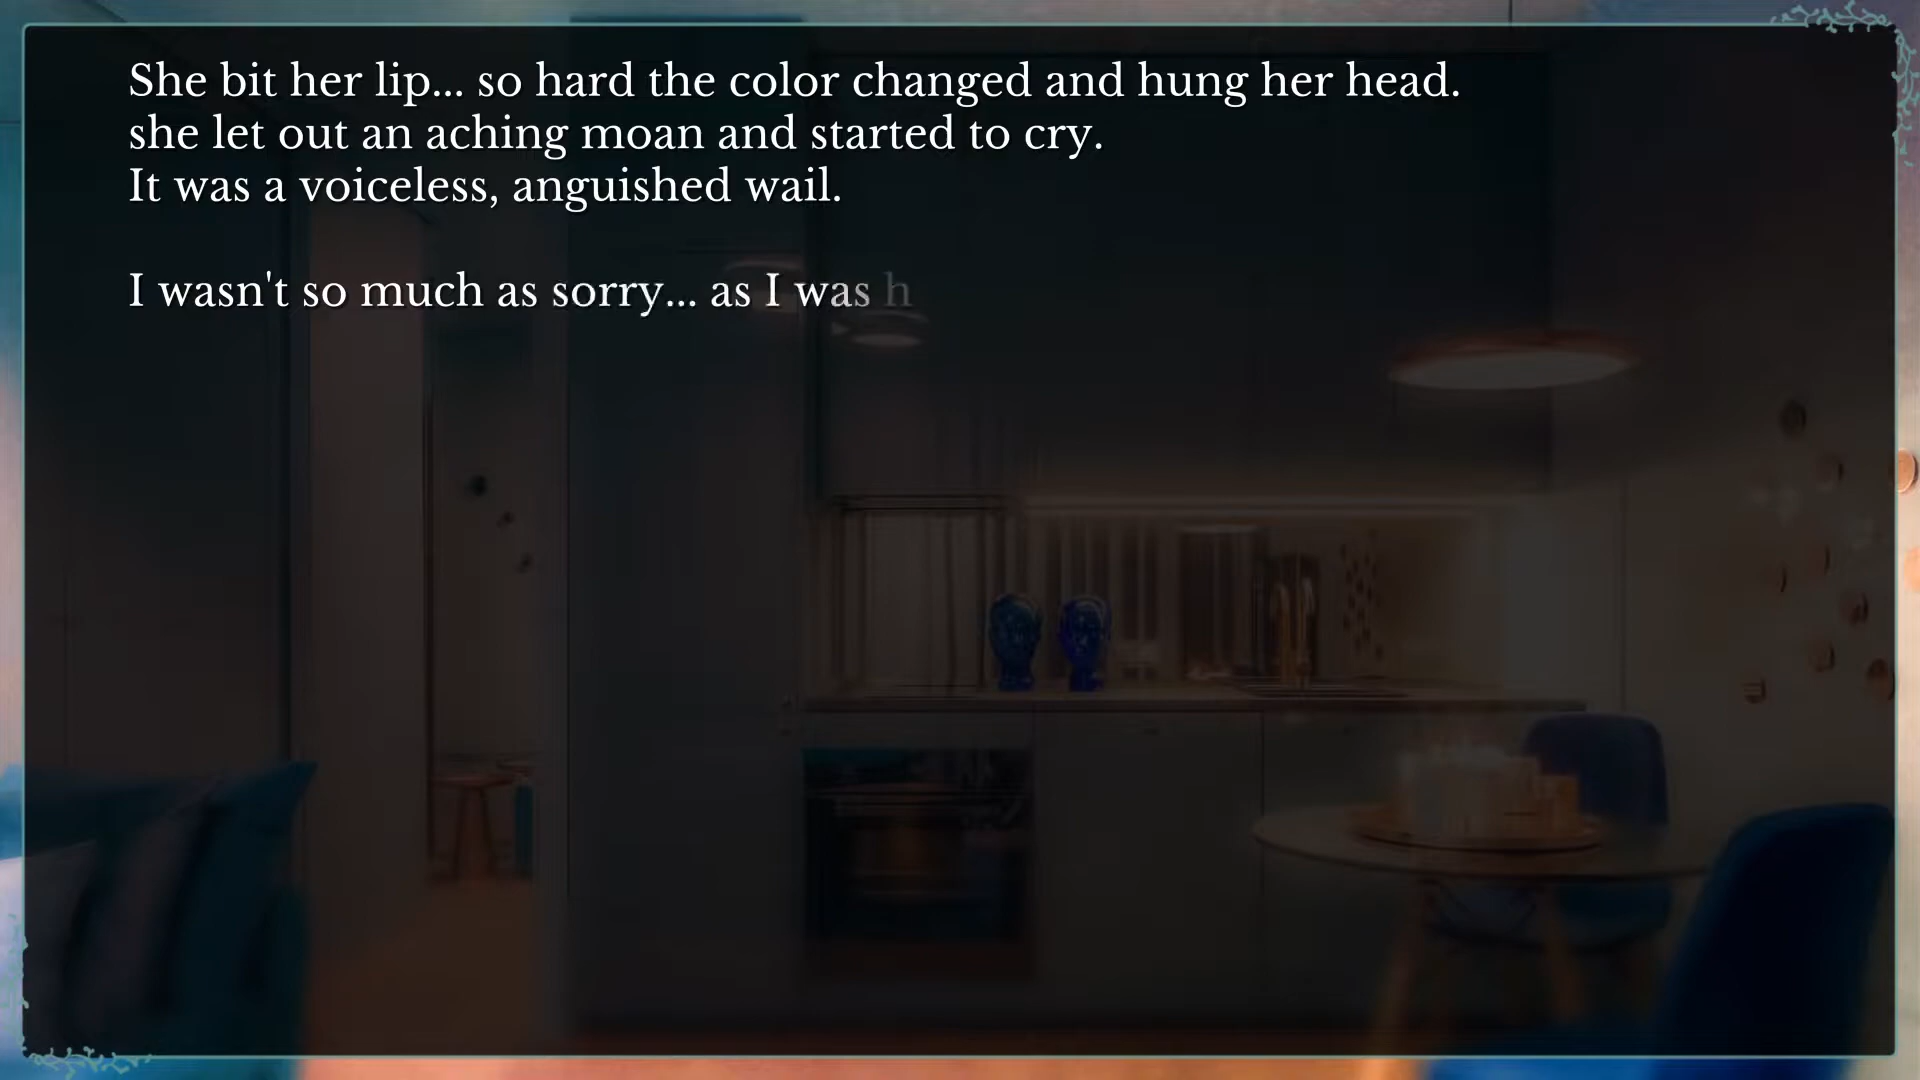 She bit her lip... so hard the color changed and hung her head.
she let out an aching moan and started to cry.
It was a voiceless, anguished wail.
I wasn't so much as sorry... as I was h